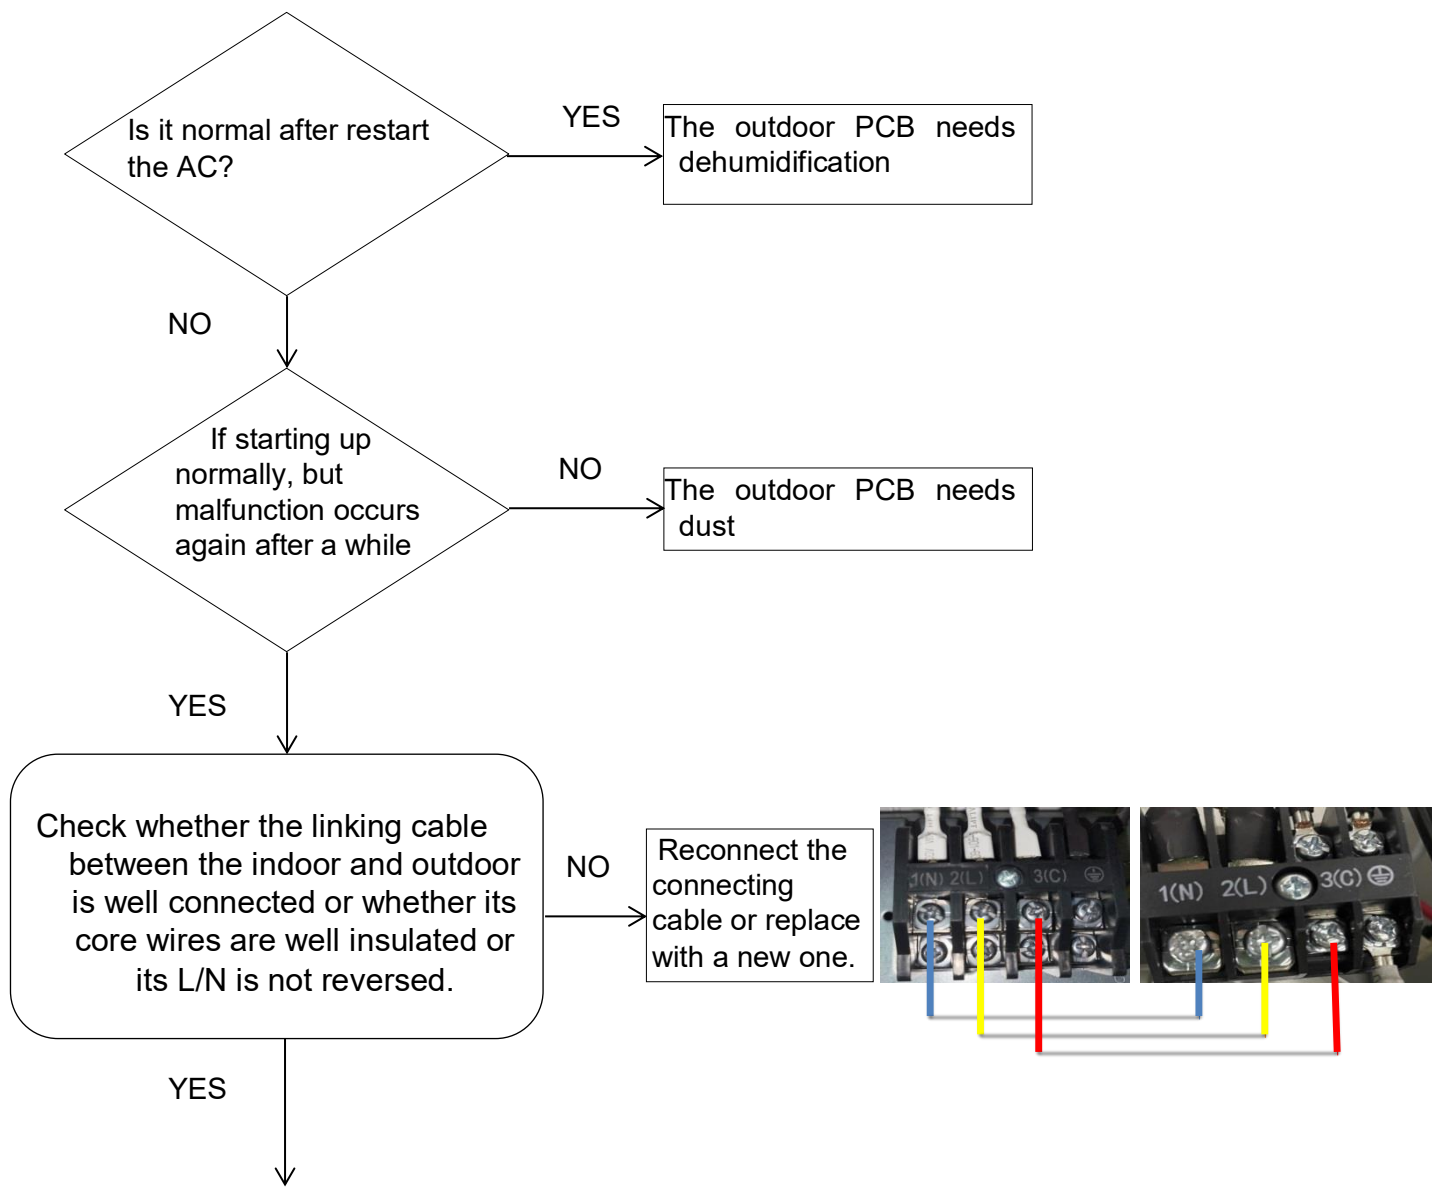 Is it normal after restart
the AC?
YES
The outdoor PCB needs
dehumidification
NO
If starting up
normally, but
malfunction occurs
again after a while
NO
The outdoor PCB needs
dust
YES
Check whether the linking cable
between the indoor and outdoor
is well connected or whether its
core wires are well insulated or
its L/N is not reversed.
NO
Reconnect the
connecting
cable or replace
with a new one.
1(N) 2(L) 3(C)
1(N) 2(L) 3(C)
YES